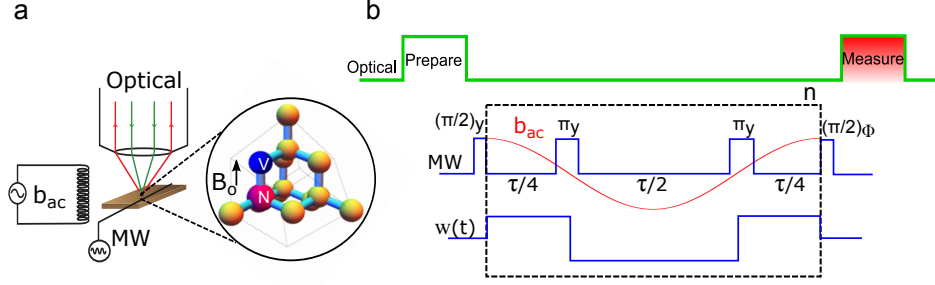 a
b
Optical
b_ac
MW
B_o
V
N
Optical
Prepare
Measure
n
(π/2)_y
b_ac
π_y
π_y
(π/2)_Φ
MW
τ/4
τ/2
τ/4
w(t)